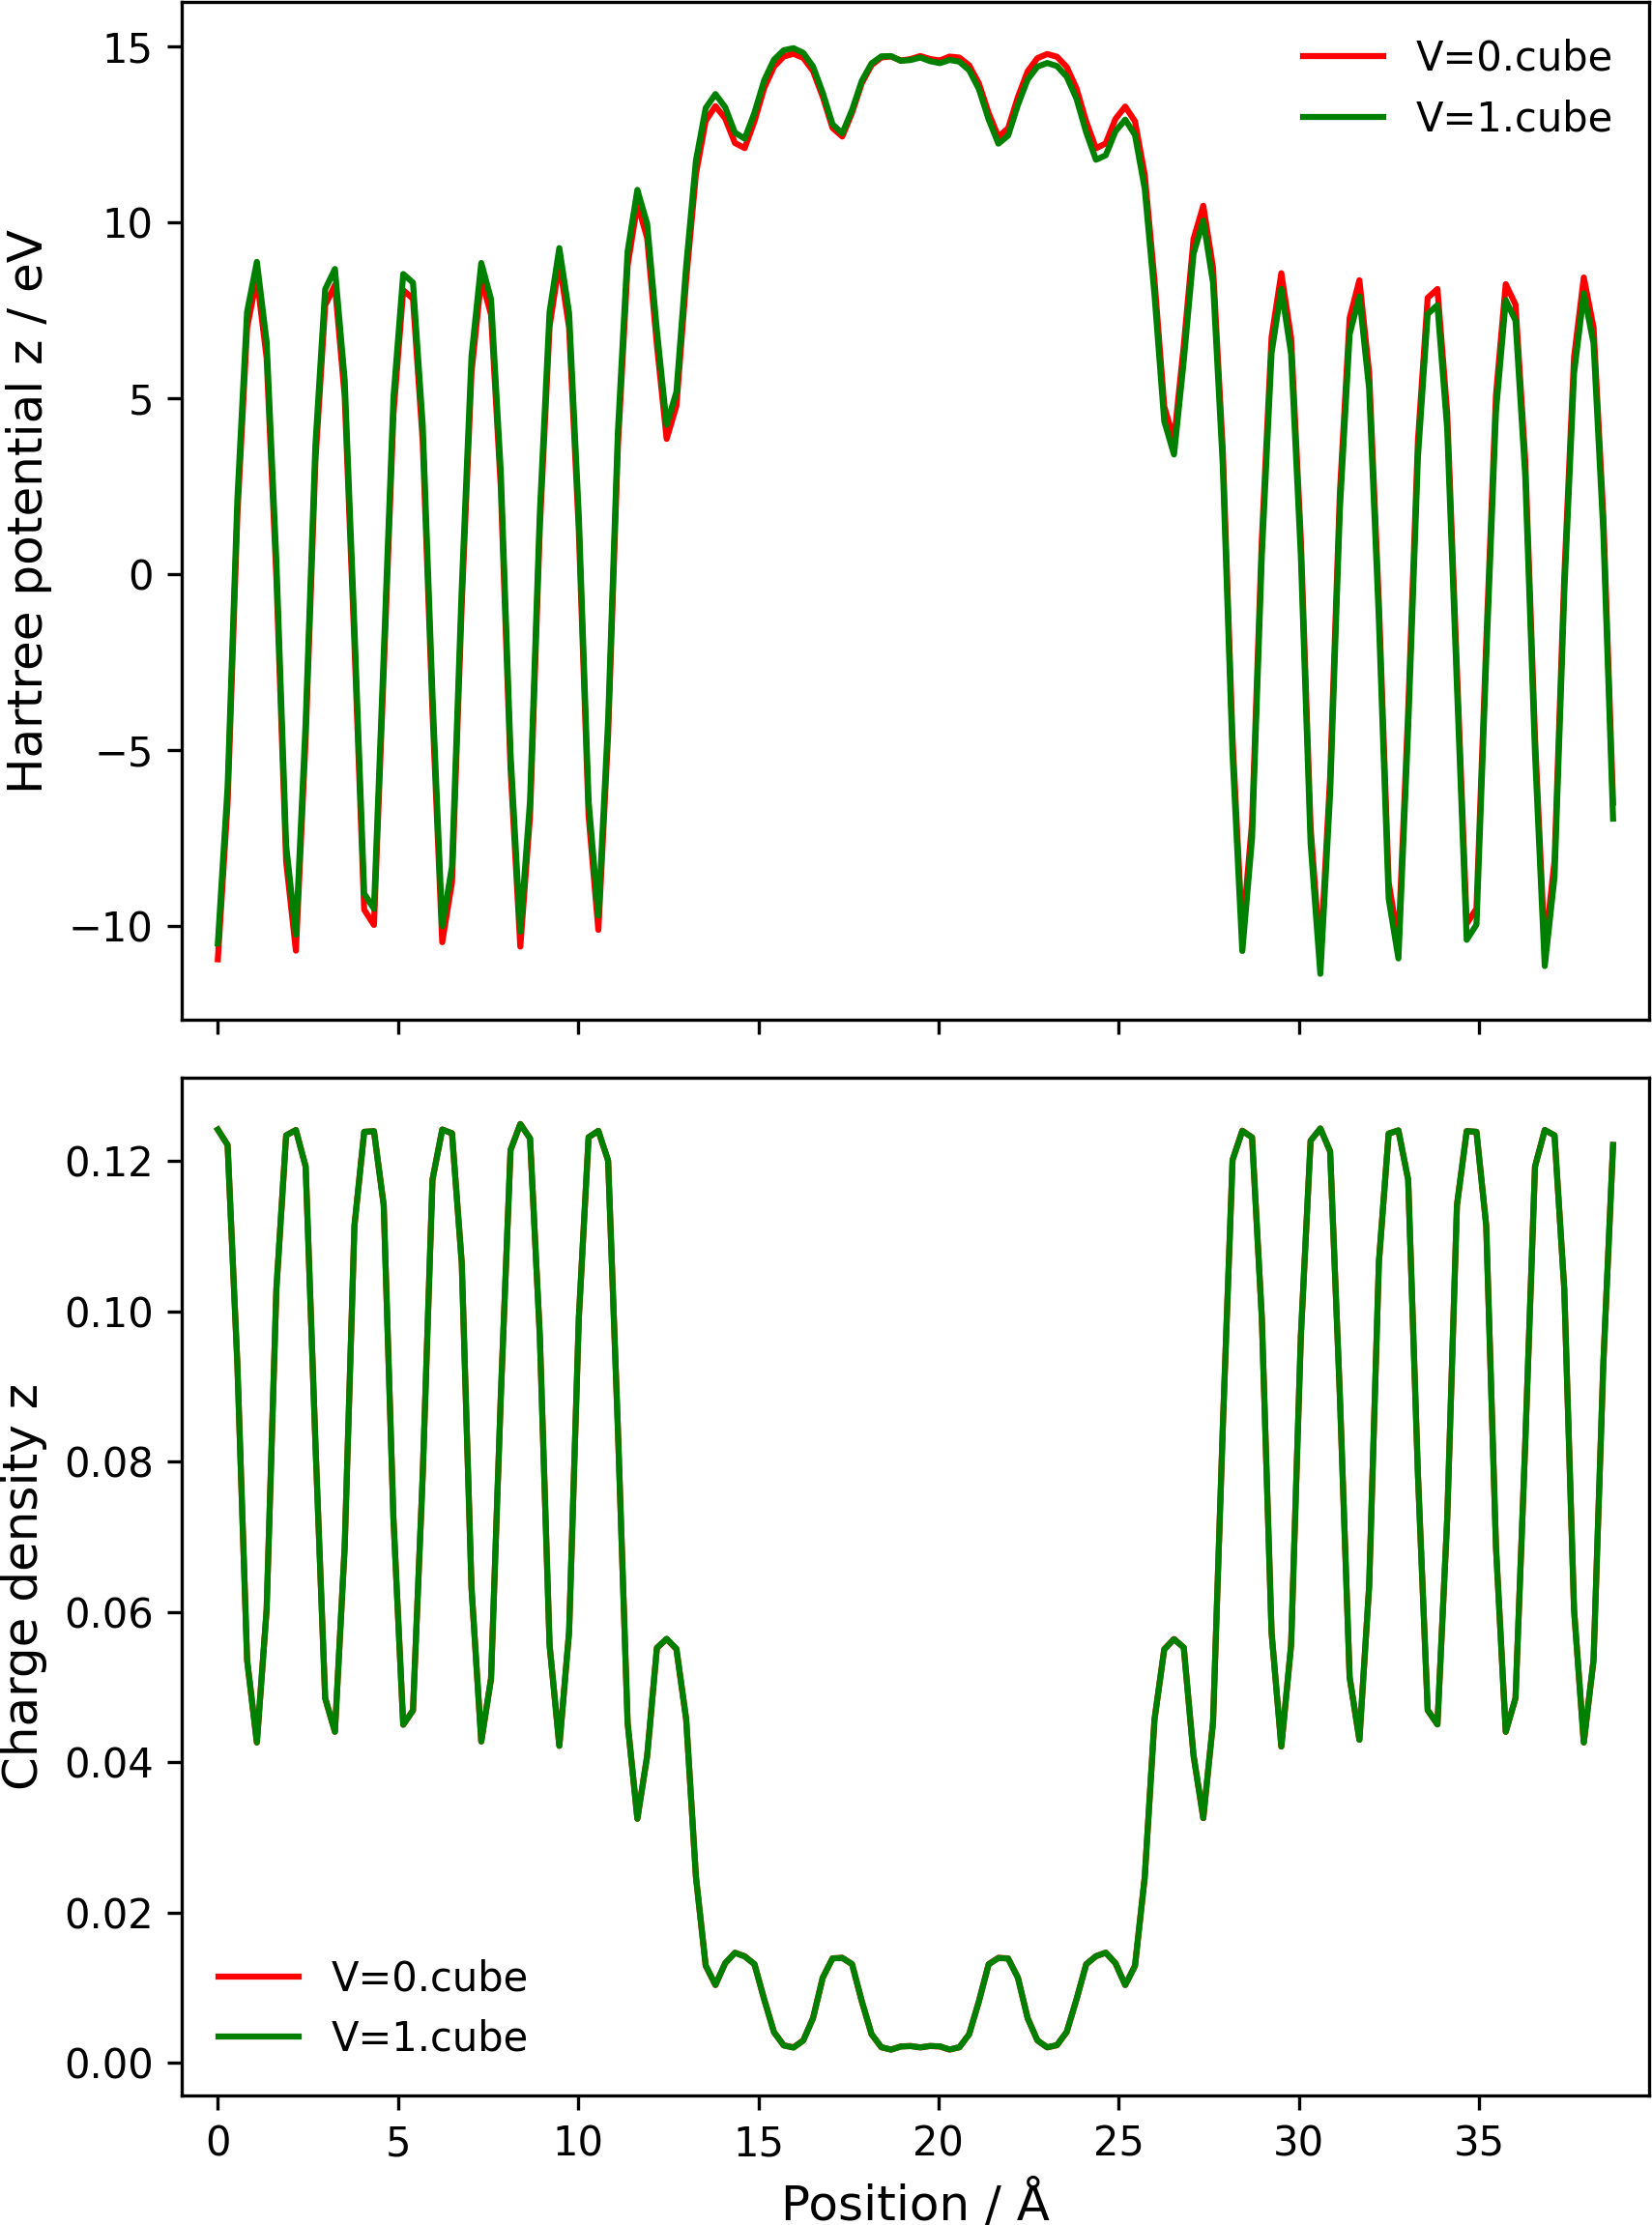 Hartree potential z / eV
15
10
5
0
−5
−10
V=0.cube
V=1.cube
Charge density z
0.12
0.10
0.08
0.06
0.04
0.02
0.00
V=0.cube
V=1.cube
0 5 10 15 20 25 30 35
Position / Å